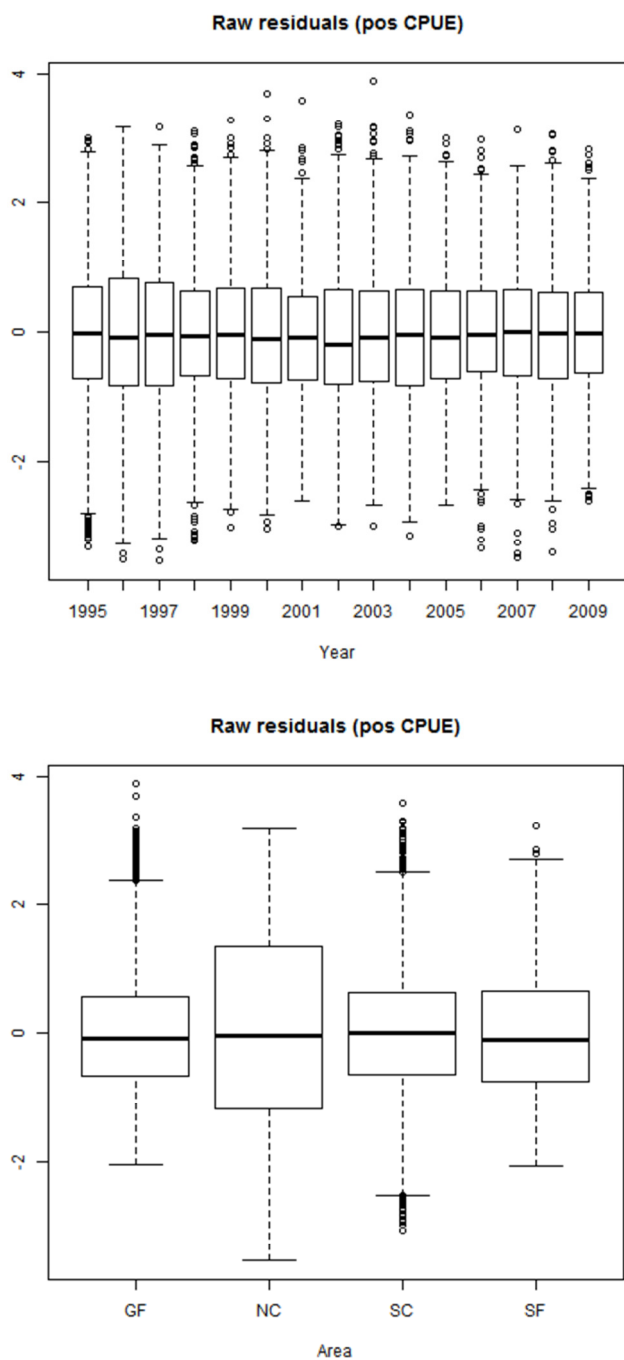 Raw residuals (pos CPUE)
4
2
0
-2
1995 1997 1999 2001 2003 2005 2007 2009
Year
Raw residuals (pos CPUE)
4
2
0
-2
GF NC SC SF
Area